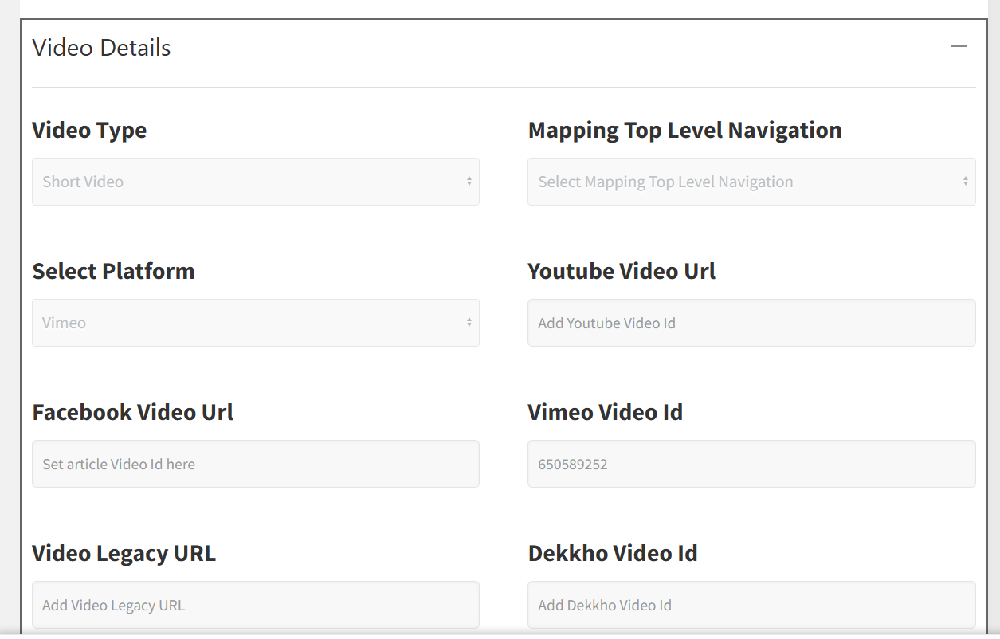 Video Details
Video Type
Mapping Top Level Navigation
Short Video
Select Mapping Top Level Navigation
Select Platform
Youtube Video Url
Vimeo
Add Youtube Video Id
Facebook Video Url
Vimeo Video Id
Set article Video Id here
650589252
Video Legacy URL
Dekkho Video Id
Add Video Legacy URL
Add Dekkho Video Id